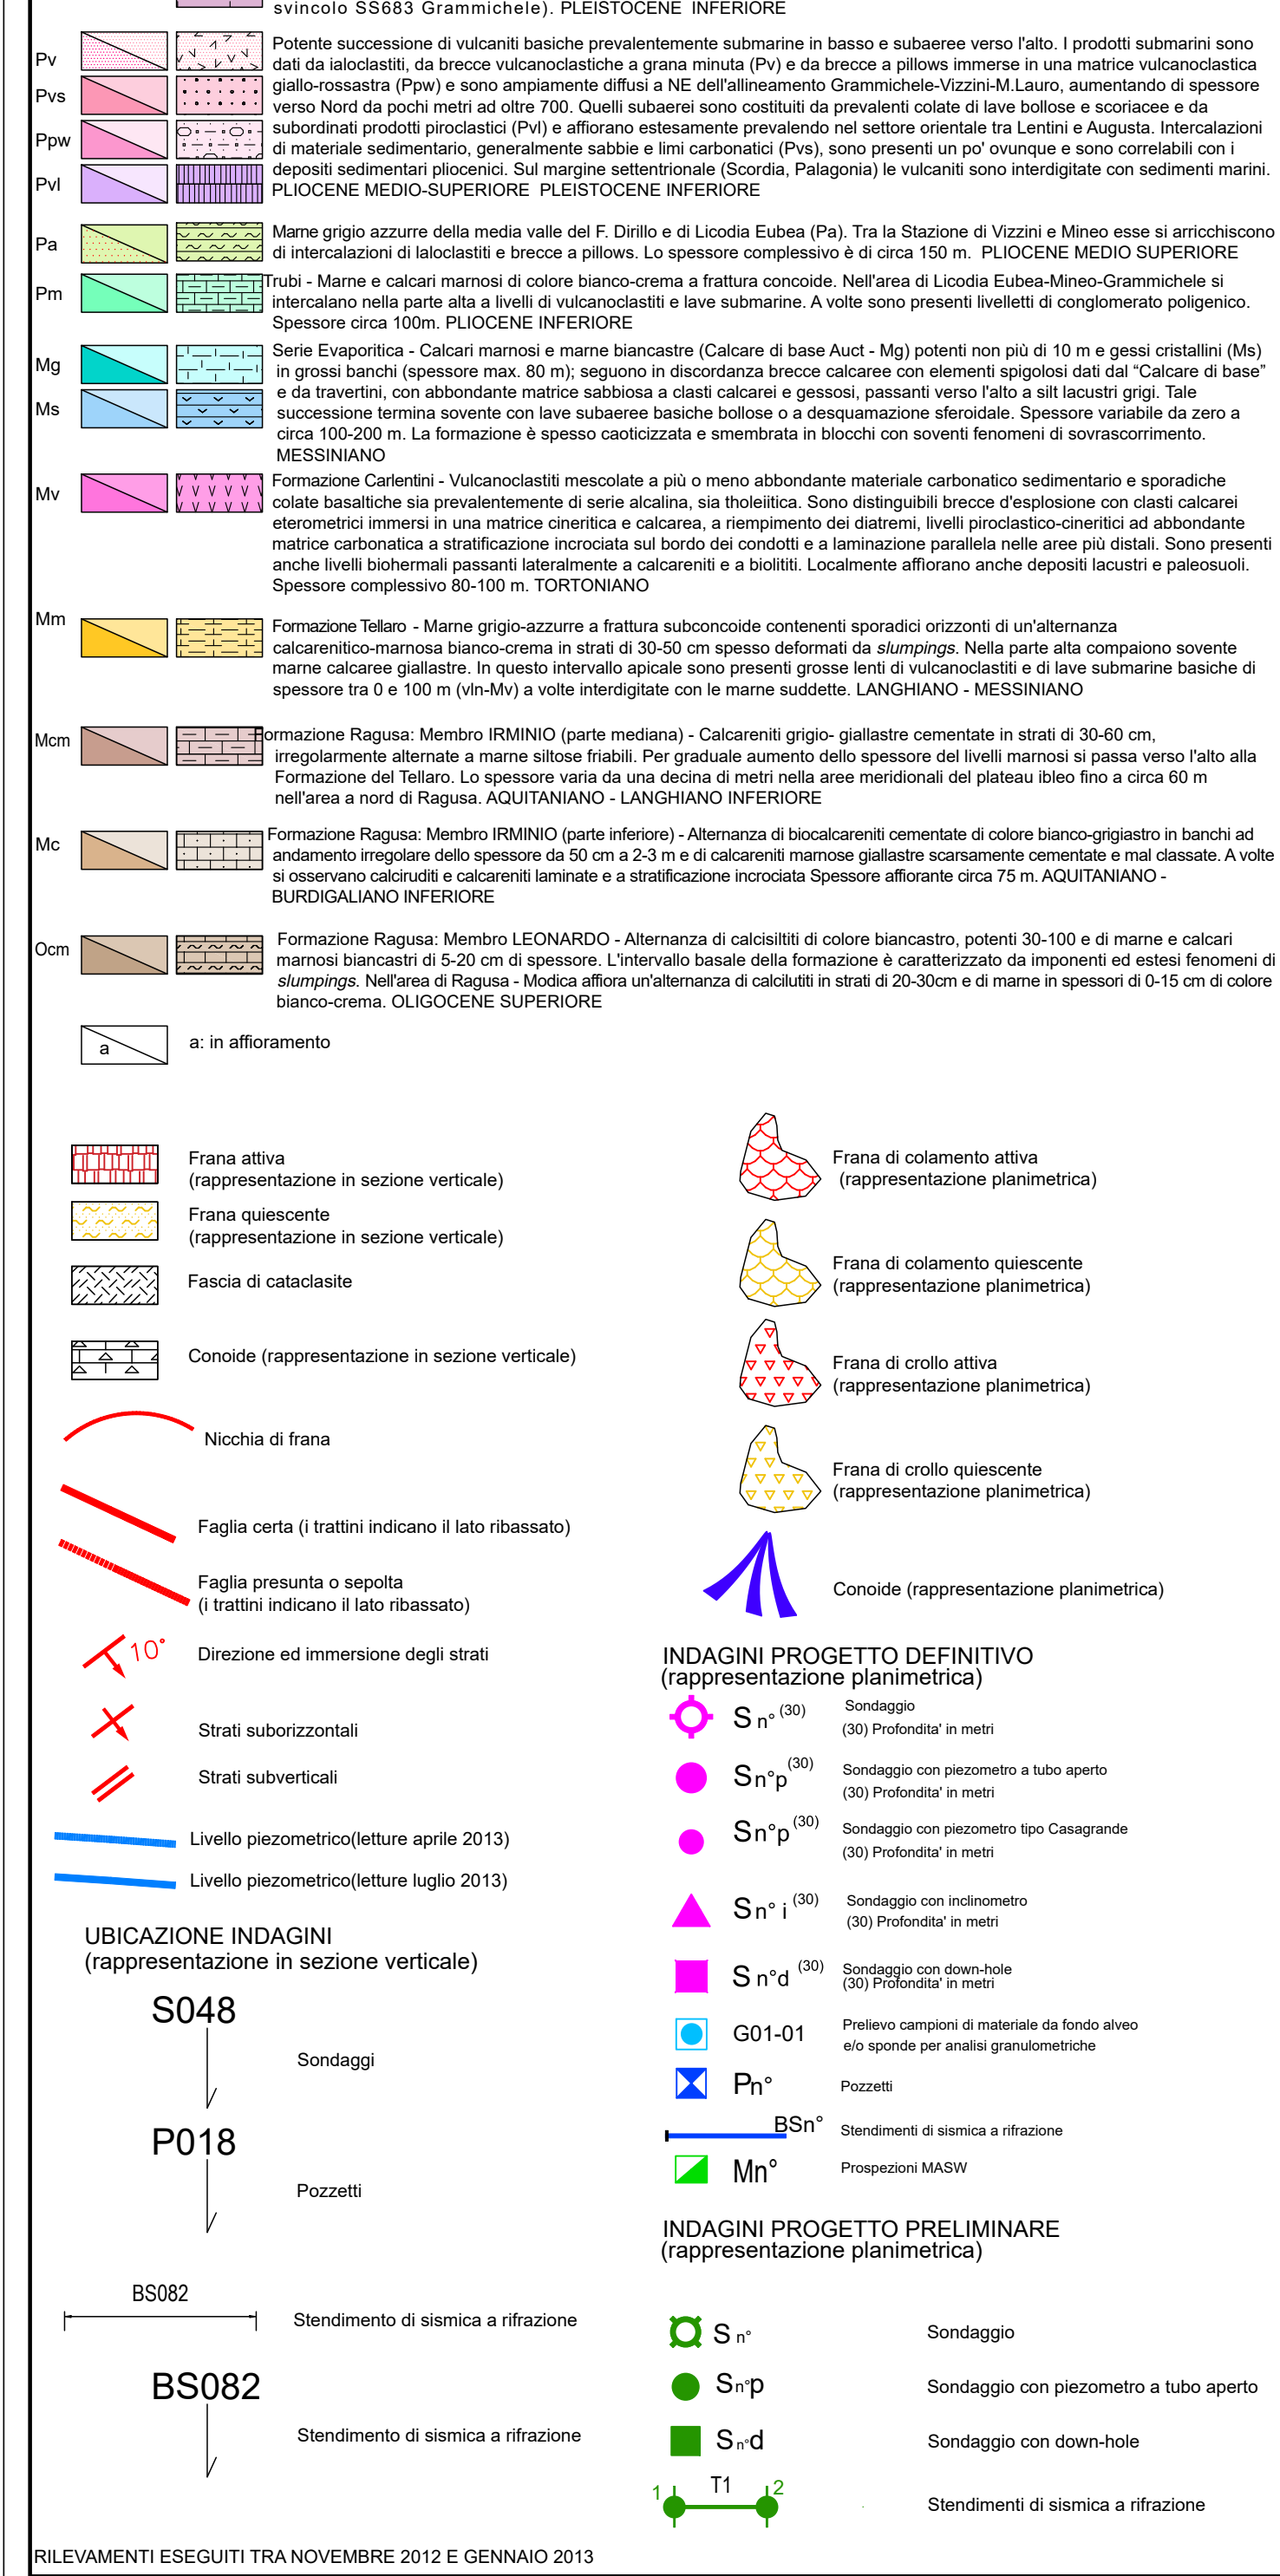 svincolo SS683 Grammichele). PLEISTOCENE INFERIORE
Pv
Pvs
Ppw
Pvl
Potente successione di vulcaniti basiche prevalentemente submarine in basso e subaeree verso l'alto. I prodotti submarini sono
dati da ialoclastiti, da brecce vulcanoclastiche a grana minuta (Pv) e da brecce a pillows immerse in una matrice vulcanoclastica
giallo-rossastra (Ppw) e sono ampiamente diffusi a NE dell'allineamento Grammichele-Vizzini-M.Lauro, aumentando di spessore
verso Nord da pochi metri ad oltre 700. Quelli subaerei sono costituiti da prevalenti colate di lave bollose e scoriacee e da
subordinati prodotti piroclastici (Pvl) e affiorano estesamente prevalendo nel settore orientale tra Lentini e Augusta. Intercalazioni
di materiale sedimentario, generalmente sabbie e limi carbonatici (Pvs), sono presenti un po' ovunque e sono correlabili con i
depositi sedimentari pliocenici. Sul margine settentrionale (Scordia, Palagonia) le vulcaniti sono interdigitate con sedimenti marini.
PLIOCENE MEDIO-SUPERIORE PLEISTOCENE INFERIORE
Pa
Marne grigio azzurre della media valle del F. Dirillo e di Licodia Eubea (Pa). Tra la Stazione di Vizzini e Mineo esse si arricchiscono
di intercalazioni di laloclastiti e brecce a pillows. Lo spessore complessivo è di circa 150 m. PLIOCENE MEDIO SUPERIORE
Pm
Trubi - Marne e calcari marnosi di colore bianco-crema a frattura concoide. Nell'area di Licodia Eubea-Mineo-Grammichele si
intercalano nella parte alta a livelli di vulcanoclastiti e lave submarine. A volte sono presenti livelletti di conglomerato poligenico.
Spessore circa 100m. PLIOCENE INFERIORE
Mg
Ms
Serie Evaporitica - Calcari marnosi e marne biancastre (Calcare di base Auct - Mg) potenti non più di 10 m e gessi cristallini (Ms)
in grossi banchi (spessore max. 80 m); seguono in discordanza brecce calcaree con elementi spigolosi dati dal “Calcare di base”
e da travertini, con abbondante matrice sabbiosa a clasti calcarei e gessosi, passanti verso l'alto a silt lacustri grigi. Tale
successione termina sovente con lave subaeree basiche bollose o a desquamazione sferoidale. Spessore variabile da zero a
circa 100-200 m. La formazione è spesso caoticizzata e smembrata in blocchi con soventi fenomeni di sovrascorrimento.
MESSINIANO
Mv
Formazione Carlentini - Vulcanoclastiti mescolate a più o meno abbondante materiale carbonatico sedimentario e sporadiche
colate basaltiche sia prevalentemente di serie alcalina, sia tholeiitica. Sono distinguibili brecce d'esplosione con clasti calcarei
eterometrici immersi in una matrice cineritica e calcarea, a riempimento dei diatremi, livelli piroclastico-cineritici ad abbondante
matrice carbonatica a stratificazione incrociata sul bordo dei condotti e a laminazione parallela nelle aree più distali. Sono presenti
anche livelli biohermali passanti lateralmente a calcareniti e a biolititi. Localmente affiorano anche depositi lacustri e paleosuoli.
Spessore complessivo 80-100 m. TORTONIANO
Mm
Formazione Tellaro - Marne grigio-azzurre a frattura subconcoide contenenti sporadici orizzonti di un'alternanza
calcarenitico-marnosa bianco-crema in strati di 30-50 cm spesso deformati da slumpings. Nella parte alta compaiono sovente
marne calcaree giallastre. In questo intervallo apicale sono presenti grosse lenti di vulcanoclastiti e di lave submarine basiche di
spessore tra 0 e 100 m (vln-Mv) a volte interdigitate con le marne suddette. LANGHIANO - MESSINIANO
Mcm
Formazione Ragusa: Membro IRMINIO (parte mediana) - Calcareniti grigio- giallastre cementate in strati di 30-60 cm,
irregolarmente alternate a marne siltose friabili. Per graduale aumento dello spessore del livelli marnosi si passa verso l'alto alla
Formazione del Tellaro. Lo spessore varia da una decina di metri nella aree meridionali del plateau ibleo fino a circa 60 m
nell'area a nord di Ragusa. AQUITANIANO - LANGHIANO INFERIORE
Mc
Formazione Ragusa: Membro IRMINIO (parte inferiore) - Alternanza di biocalcareniti cementate di colore bianco-grigiastro in banchi ad
andamento irregolare dello spessore da 50 cm a 2-3 m e di calcareniti marnose giallastre scarsamente cementate e mal classate. A volte
si osservano calciruditi e calcareniti laminate e a stratificazione incrociata Spessore affiorante circa 75 m. AQUITANIANO -
BURDIGALIANO INFERIORE
Ocm
Formazione Ragusa: Membro LEONARDO - Alternanza di calcisiltiti di colore biancastro, potenti 30-100 e di marne e calcari
marnosi biancastri di 5-20 cm di spessore. L'intervallo basale della formazione è caratterizzato da imponenti ed estesi fenomeni di
slumpings. Nell'area di Ragusa - Modica affiora un'alternanza di calcilutiti in strati di 20-30cm e di marne in spessori di 0-15 cm di colore
bianco-crema. OLIGOCENE SUPERIORE
a
a: in affioramento
Frana attiva
(rappresentazione in sezione verticale)
Frana quiescente
(rappresentazione in sezione verticale)
Fascia di cataclasite
Conoide (rappresentazione in sezione verticale)
Nicchia di frana
Faglia certa (i trattini indicano il lato ribassato)
Faglia presunta o sepolta
(i trattini indicano il lato ribassato)
10°
Direzione ed immersione degli strati
Strati suborizzontali
Strati subverticali
Livello piezometrico(letture aprile 2013)
Livello piezometrico(letture luglio 2013)
UBICAZIONE INDAGINI
(rappresentazione in sezione verticale)
S048
Sondaggi
P018
Pozzetti
BS082
Stendimento di sismica a rifrazione
BS082
Stendimento di sismica a rifrazione
Frana di colamento attiva
(rappresentazione planimetrica)
Frana di colamento quiescente
(rappresentazione planimetrica)
Frana di crollo attiva
(rappresentazione planimetrica)
Frana di crollo quiescente
(rappresentazione planimetrica)
Conoide (rappresentazione planimetrica)
INDAGINI PROGETTO DEFINITIVO
(rappresentazione planimetrica)
S n° (30)
Sondaggio
(30) Profondita' in metri
Sn°p (30)
Sondaggio con piezometro a tubo aperto
(30) Profondita' in metri
Sn°p (30)
Sondaggio con piezometro tipo Casagrande
(30) Profondita' in metri
Sn° i (30)
Sondaggio con inclinometro
(30) Profondita' in metri
S n°d (30)
Sondaggio con down-hole
(30) Profondita' in metri
G01-01
Prelievo campioni di materiale da fondo alveo
e/o sponde per analisi granulometriche
Pn°
Pozzetti
BSn°
Stendimenti di sismica a rifrazione
Mn°
Prospezioni MASW
INDAGINI PROGETTO PRELIMINARE
(rappresentazione planimetrica)
S n°
Sondaggio
Sn°p
Sondaggio con piezometro a tubo aperto
Sn°d
Sondaggio con down-hole
1 T1 2
Stendimenti di sismica a rifrazione
RILEVAMENTI ESEGUITI TRA NOVEMBRE 2012 E GENNAIO 2013